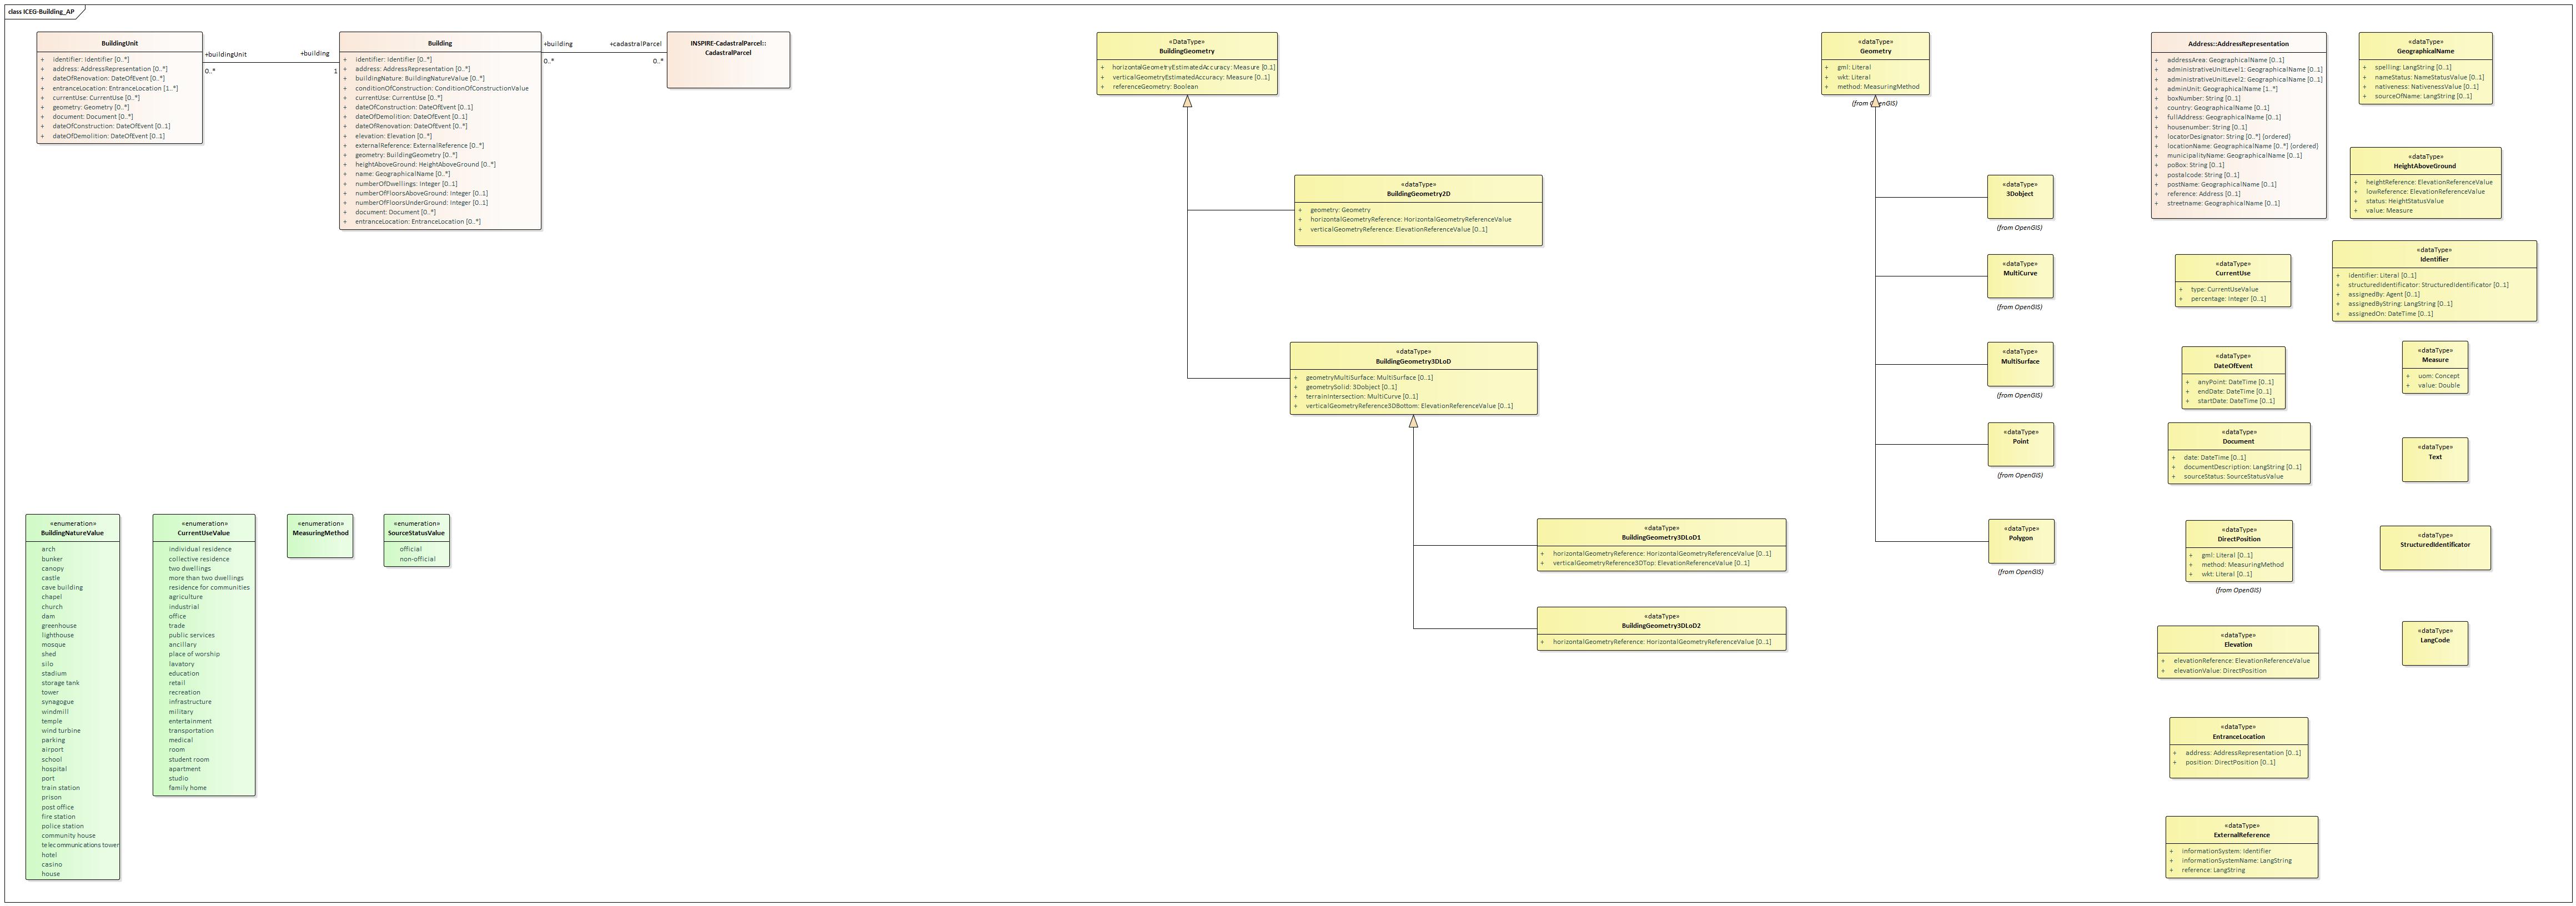 class ICEG-Building_AP
BuildingUnit
+ identifier: Identifier [0..*]
+ address: AddressRepresentation [0..*]
+ dateOfRenovation: DateOfEvent [0..*]
+ entranceLocation: EntranceLocation [1..*]
+ currentUse: CurrentUse [0..*]
+ geometry: Geometry [0..*]
+ document: Document [0..*]
+ dateOfConstruction: DateOfEvent [0..1]
+ dateOfDemolition: DateOfEvent [0..1]
+buildingUnit
0..*
+building
1
Building
+ identifier: Identifier [0..*]
+ address: AddressRepresentation [0..*]
+ buildingNature: BuildingNatureValue [0..*]
+ conditionOfConstruction: ConditionOfConstructionValue
+ currentUse: CurrentUse [0..*]
+ dateOfConstruction: DateOfEvent [0..1]
+ dateOfDemolition: DateOfEvent [0..1]
+ dateOfRenovation: DateOfEvent [0..*]
+ elevation: Elevation [0..*]
+ externalReference: ExternalReference [0..*]
+ geometry: BuildingGeometry [0..*]
+ heightAboveGround: HeightAboveGround [0..*]
+ name: GeographicalName [0..*]
+ numberOfDwellings: Integer [0..1]
+ numberOfFloorsAboveGround: Integer [0..1]
+ numberOfFloorsUnderGround: Integer [0..1]
+ document: Document [0..*]
+ entranceLocation: EntranceLocation [0..*]
+building
0..*
+cadastralParcel
0..*
INSPIRE-CadastralParcel::
CadastralParcel
«DataType»
BuildingGeometry
+ horizontalGeometryEstimatedAccuracy: Measure [0..1]
+ verticalGeometryEstimatedAccuracy: Measure [0..1]
+ referenceGeometry: Boolean
«dataType»
BuildingGeometry2D
+ geometry: Geometry
+ horizontalGeometryReference: HorizontalGeometryReferenceValue
+ verticalGeometryReference: ElevationReferenceValue [0..1]
«dataType»
BuildingGeometry3DLoD
+ geometryMultiSurface: MultiSurface [0..1]
+ geometrySolid: 3Dobject [0..1]
+ terrainIntersection: MultiCurve [0..1]
+ verticalGeometryReference3DBottom: ElevationReferenceValue [0..1]
«dataType»
BuildingGeometry3DLoD1
+ horizontalGeometryReference: HorizontalGeometryReferenceValue [0..1]
+ verticalGeometryReference3DTop: ElevationReferenceValue [0..1]
«dataType»
BuildingGeometry3DLoD2
+ horizontalGeometryReference: HorizontalGeometryReferenceValue [0..1]
«dataType»
Geometry
+ gml: Literal
+ wkt: Literal
+ method: MeasuringMethod
(from OpenGIS)
«dataType»
3Dobject
(from OpenGIS)
«dataType»
MultiCurve
(from OpenGIS)
«dataType»
MultiSurface
(from OpenGIS)
«dataType»
Point
(from OpenGIS)
«dataType»
Polygon
(from OpenGIS)
Address::AddressRepresentation
+ addressArea: GeographicalName [0..1]
+ administrativeUnitLevel1: GeographicalName [0..1]
+ administrativeUnitLevel2: GeographicalName [0..1]
+ adminUnit: GeographicalName [1..*]
+ boxNumber: String [0..1]
+ country: GeographicalName [0..1]
+ fullAddress: GeographicalName [0..1]
+ housenumber: String [0..1]
+ locatorDesignator: String [0..*] {ordered}
+ locationName: GeographicalName [0..*] {ordered}
+ municipalityName: GeographicalName [0..1]
+ poBox: String [0..1]
+ postalcode: String [0..1]
+ postName: GeographicalName [0..1]
+ reference: Address [0..1]
+ streetname: GeographicalName [0..1]
«dataType»
CurrentUse
+ type: CurrentUseValue
+ percentage: Integer [0..1]
«dataType»
DateOfEvent
+ anyPoint: DateTime [0..1]
+ endDate: DateTime [0..1]
+ startDate: DateTime [0..1]
«dataType»
Document
+ date: DateTime [0..1]
+ documentDescription: LangString [0..1]
+ sourceStatus: SourceStatusValue
«dataType»
DirectPosition
+ gml: Literal [0..1]
+ method: MeasuringMethod
+ wkt: Literal [0..1]
(from OpenGIS)
«dataType»
Elevation
+ elevationReference: ElevationReferenceValue
+ elevationValue: DirectPosition
«dataType»
EntranceLocation
+ address: AddressRepresentation [0..1]
+ position: DirectPosition [0..1]
«dataType»
ExternalReference
+ informationSystem: Identifier
+ informationSystemName: LangString
+ reference: LangString
«dataType»
GeographicalName
+ spelling: LangString [0..1]
+ nameStatus: NameStatusValue [0..1]
+ nativeness: NativenessValue [0..1]
+ sourceOfName: LangString [0..1]
«dataType»
HeightAboveGround
+ heightReference: ElevationReferenceValue
+ lowReference: ElevationReferenceValue
+ status: HeightStatusValue
+ value: Measure
«dataType»
Identifier
+ identifier: Literal [0..1]
+ structuredIdentificator: StructuredIdentificator [0..1]
+ assignedBy: Agent [0..1]
+ assignedByString: LangString [0..1]
+ assignedOn: DateTime [0..1]
«dataType»
Measure
+ uom: Concept
+ value: Double
«dataType»
Text
«dataType»
StructuredIdentificator
«dataType»
LangCode
«enumeration»
BuildingNatureValue
arch
bunker
canopy
castle
cave building
chapel
church
dam
greenhouse
lighthouse
mosque
shed
silo
stadium
storage tank
tower
synagogue
windmill
temple
wind turbine
parking
airport
school
hospital
port
train station
prison
post office
fire station
police station
community house
telecommunications tower
hotel
casino
house
«enumeration»
CurrentUseValue
individual residence
collective residence
two dwellings
more than two dwellings
residence for communities
agriculture
industrial
office
trade
public services
ancillary
place of worship
lavatory
education
retail
recreation
infrastructure
military
entertainment
transportation
medical
room
student room
apartment
studio
family home
«enumeration»
MeasuringMethod
«enumeration»
SourceStatusValue
official
non-official